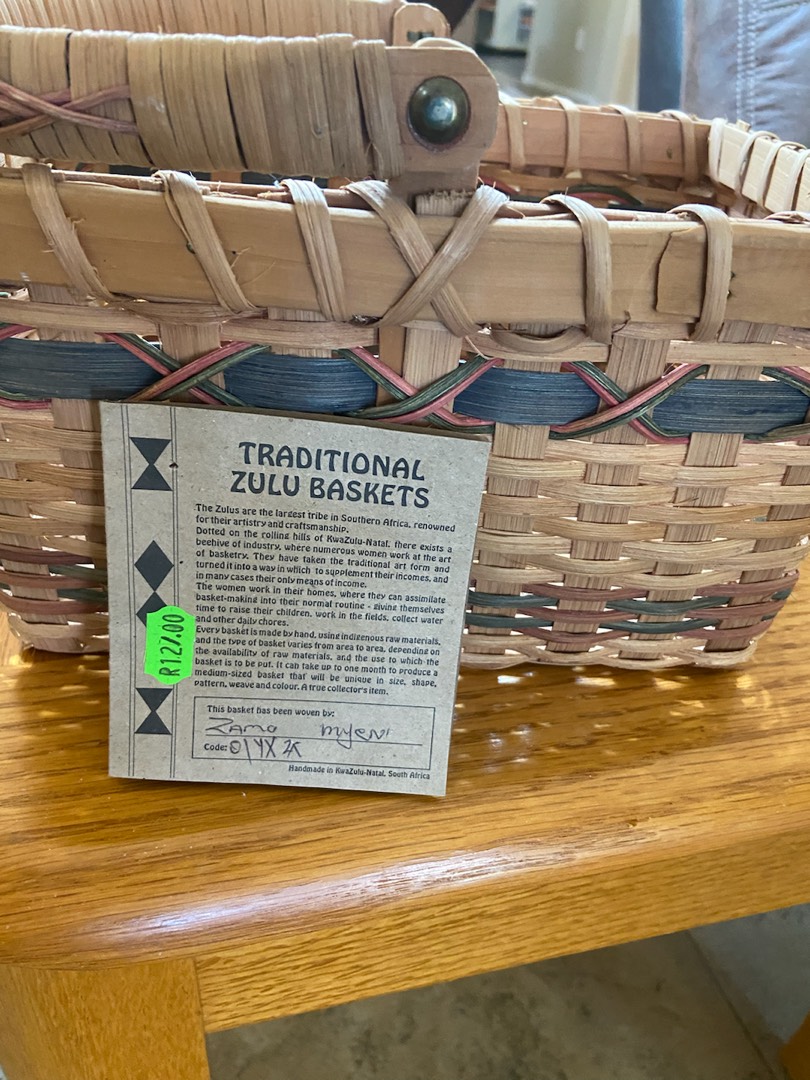 TRADITIONAL
ZULU BASKETS
The Zulus are the largest tribe in Southern Africa, renowned
for their artistry and craftsmanship.
Dotted on the rolling hills of KwaZulu-Natal, there exists a
beehive of industry, where numerous women work at the art
of basketry. They have taken the traditional art form and
turned it into a way in which to supplement their incomes, and
in many cases their only means of income.
The women work in their homes, where they can assimilate
basket-making into their normal routine - giving themselves
time to raise their children, work in the fields, collect water
and other daily chores.
Every basket is made by hand, using indigenous raw materials,
and the type of basket varies from area to area, depending on
the availability of raw materials, and the use to which the
basket is to be put. It can take up to one month to produce a
medium-sized basket that will be unique in size, shape,
pattern, weave and colour. A true collector's item.
R127.00
This basket has been woven by:
Zama Myeni
Code:
Handmade in KwaZulu-Natal, South Africa